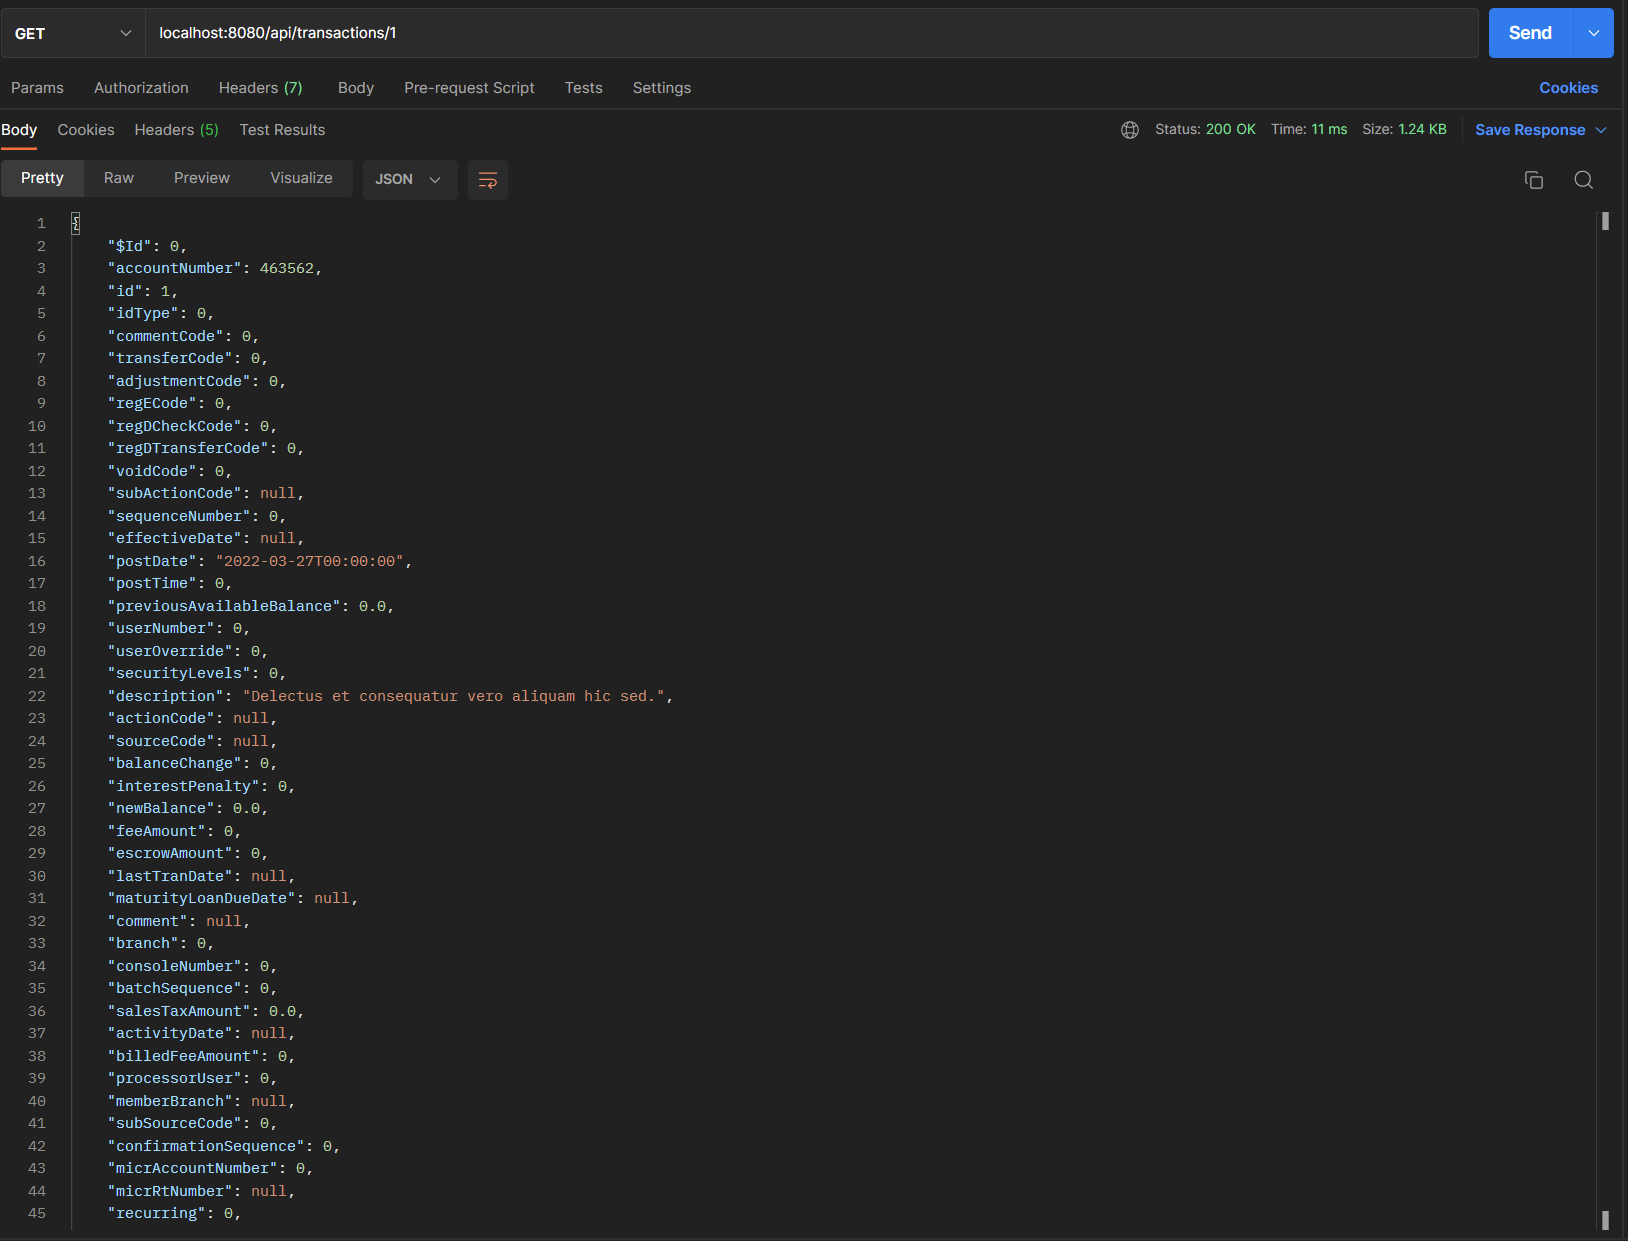 GET localhost:8080/api/transactions/1 Send
Params Authorization Headers (7) Body Pre-request Script Tests Settings Cookies
Body Cookies Headers (5) Test Results Status: 200 OK Time: 11 ms Size: 1.24 KB Save Response
Pretty Raw Preview Visualize JSON
1 {
2 "$Id": 0,
3 "accountNumber": 463562,
4 "id": 1,
5 "idType": 0,
6 "commentCode": 0,
7 "transferCode": 0,
8 "adjustmentCode": 0,
9 "regECode": 0,
10 "regDCheckCode": 0,
11 "regDTransferCode": 0,
12 "voidCode": 0,
13 "subActionCode": null,
14 "sequenceNumber": 0,
15 "effectiveDate": null,
16 "postDate": "2022-03-27T00:00:00",
17 "postTime": 0,
18 "previousAvailableBalance": 0.0,
19 "userNumber": 0,
20 "userOverride": 0,
21 "securityLevels": 0,
22 "description": "Delectus et consequatur vero aliquam hic sed.",
23 "actionCode": null,
24 "sourceCode": null,
25 "balanceChange": 0,
26 "interestPenalty": 0,
27 "newBalance": 0.0,
28 "feeAmount": 0,
29 "escrowAmount": 0,
30 "lastTranDate": null,
31 "maturityLoanDueDate": null,
32 "comment": null,
33 "branch": 0,
34 "consoleNumber": 0,
35 "batchSequence": 0,
36 "salesTaxAmount": 0.0,
37 "activityDate": null,
38 "billedFeeAmount": 0,
39 "processorUser": 0,
40 "memberBranch": null,
41 "subSourceCode": 0,
42 "confirmationSequence": 0,
43 "micrAccountNumber": 0,
44 "micrRtNumber": null,
45 "recurring": 0,